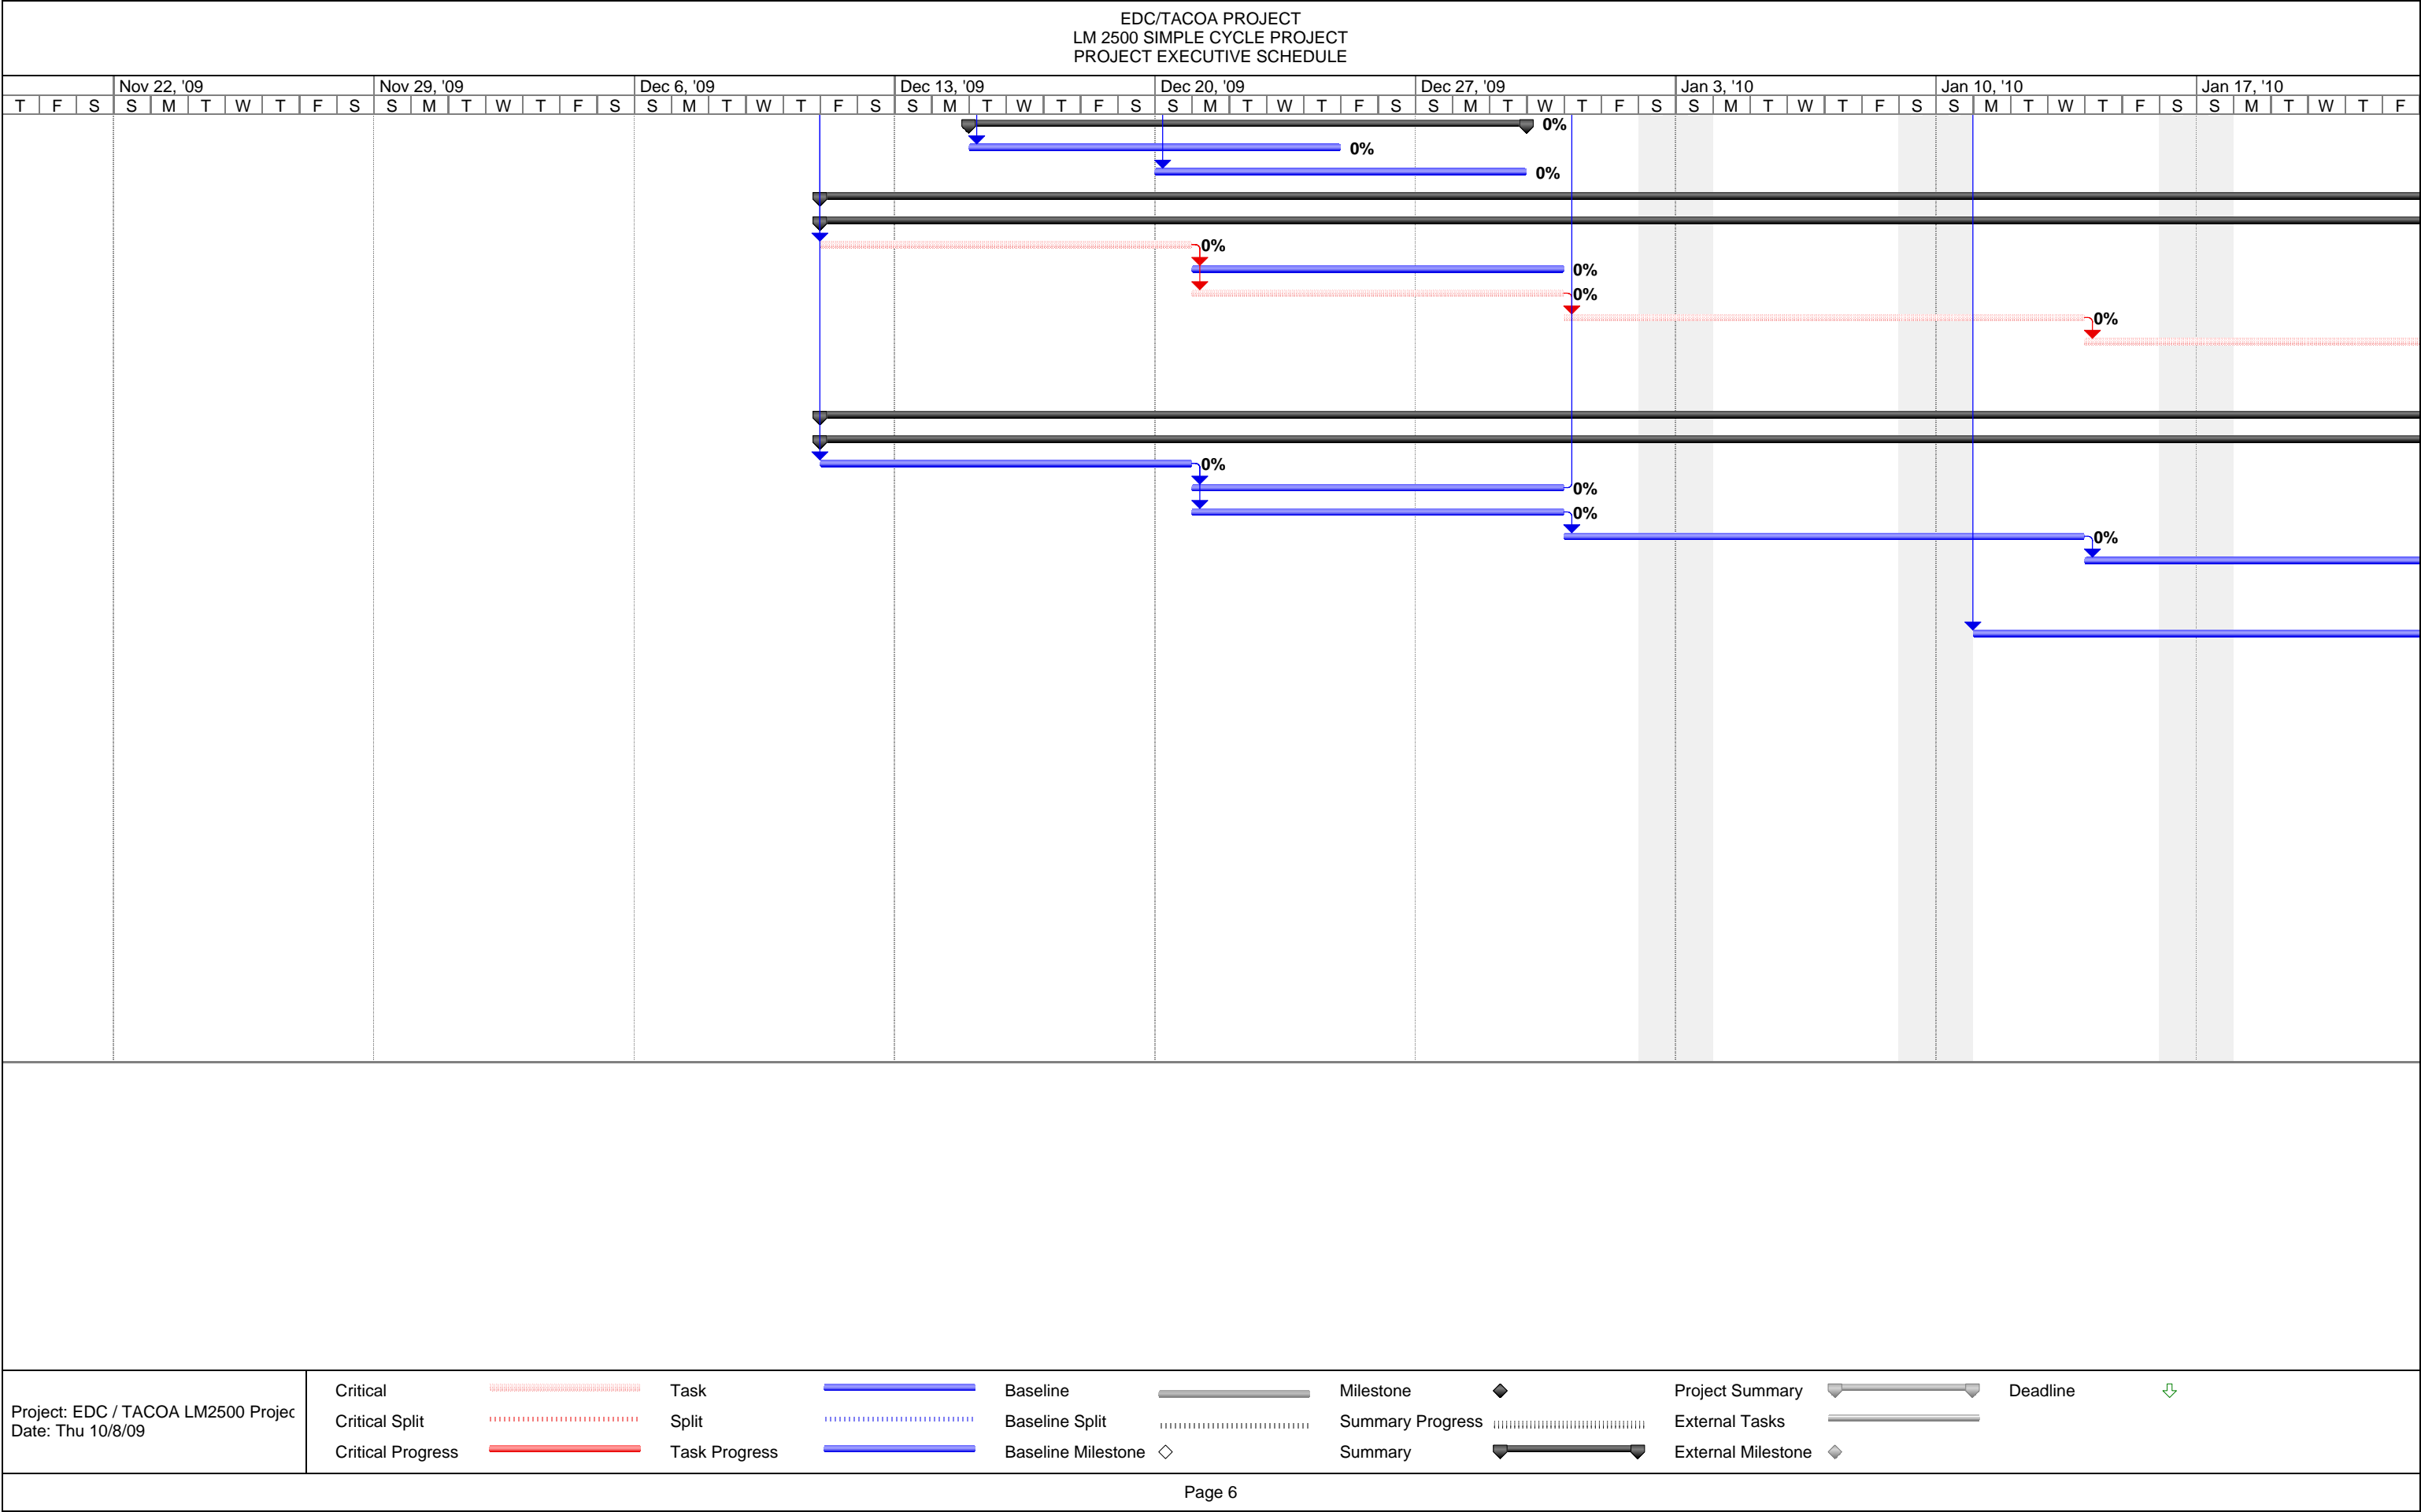 EDC/TACOA PROJECT
LM 2500 SIMPLE CYCLE PROJECT
PROJECT EXECUTIVE SCHEDULE
Nov 22, '09 Nov 29, '09 Dec 6, '09 Dec 13, '09 Dec 20, '09 Dec 27, '09 Jan 3, '10 Jan 10, '10 Jan 17, '10
T F S S M T W T F S S M T W T F S S M T W T F S S M T W T F S S M T W T F S S M T W T F S S M T W T F S S M T W T F S S M T W T F
0%
0%
0%
0%
0%
0%
0%
0%
0%
0%
0%
Project: EDC / TACOA LM2500 Projec
Date: Thu 10/8/09
Critical Task Baseline Milestone Project Summary Deadline
Critical Split Split Baseline Split Summary Progress External Tasks
Critical Progress Task Progress Baseline Milestone Summary External Milestone
Page 6